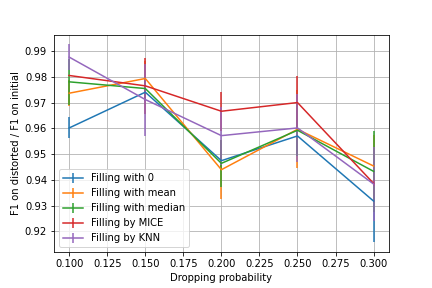 F1 on distorted / F1 on initial
0.99
0.98
0.97
0.96
0.95
0.94
0.93
0.92
Filling with 0
Filling with mean
Filling with median
Filling by MICE
Filling by KNN
0.100 0.125 0.150 0.175 0.200 0.225 0.250 0.275 0.300
Dropping probability